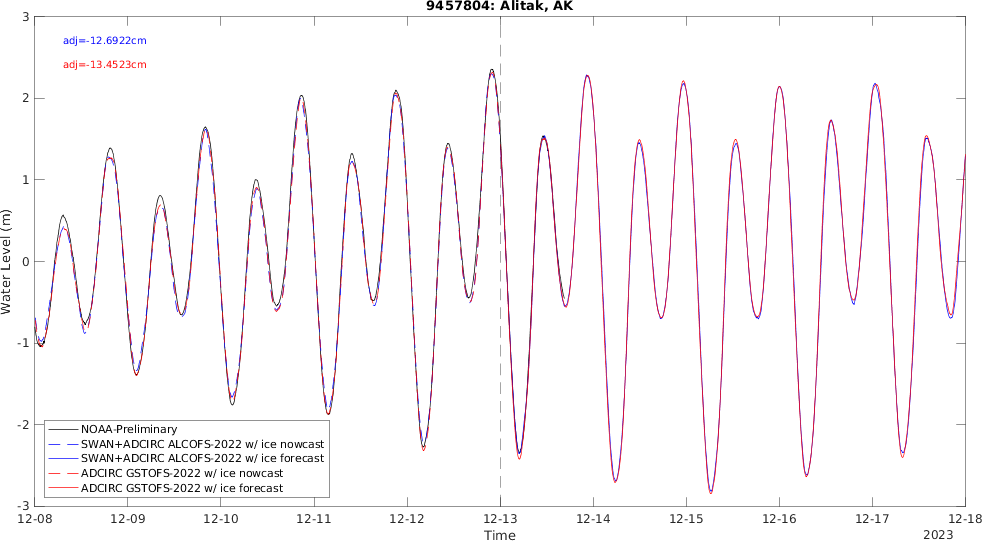 9457804: Alitak, AK
adj=-12.6922cm
adj=-13.4523cm
3
2
1
0
-1
-2
-3
Water Level (m)
NOAA-Preliminary
SWAN+ADCIRC ALCOFS-2022 w/ ice nowcast
SWAN+ADCIRC ALCOFS-2022 w/ ice forecast
ADCIRC GSTOFS-2022 w/ ice nowcast
ADCIRC GSTOFS-2022 w/ ice forecast
12-08 12-09 12-10 12-11 12-12 12-13 12-14 12-15 12-16 12-17 12-18
Time
2023